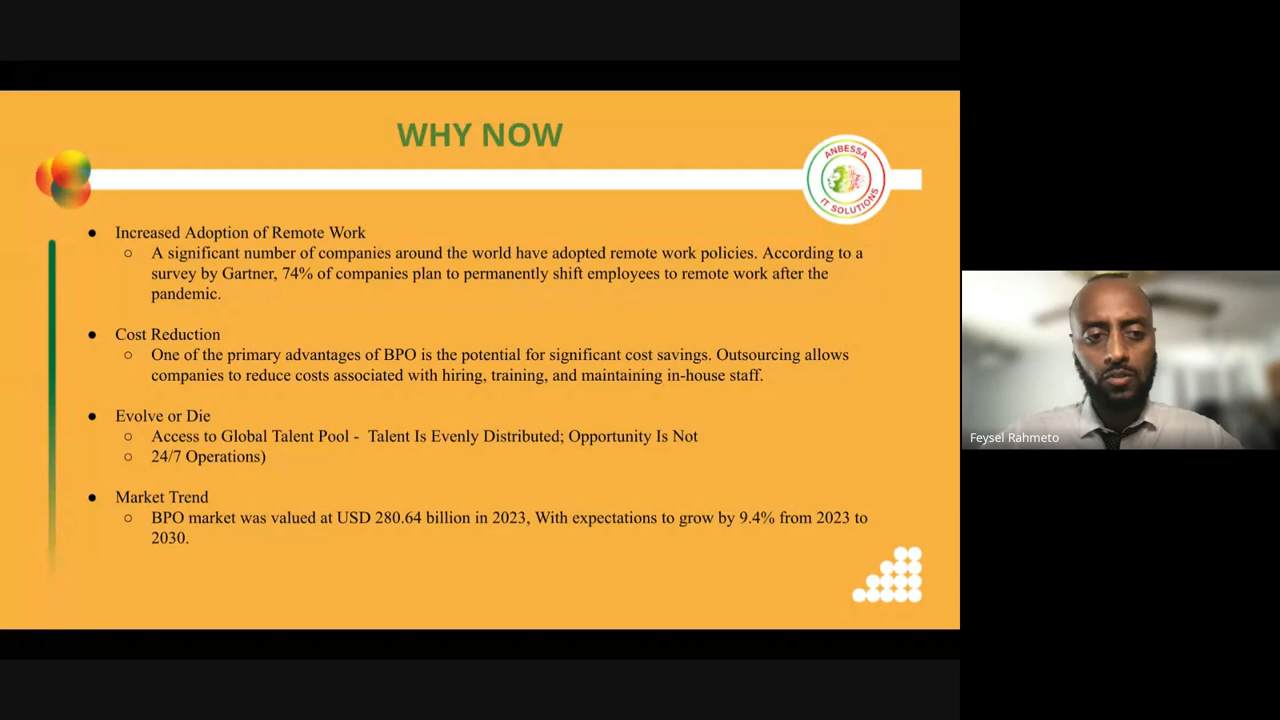 WHY NOW
ANBESSA
IT SOLUTIONS
● Increased Adoption of Remote Work
○ A significant number of companies around the world have adopted remote work policies. According to a
survey by Gartner, 74% of companies plan to permanently shift employees to remote work after the
pandemic.
● Cost Reduction
○ One of the primary advantages of BPO is the potential for significant cost savings. Outsourcing allows
companies to reduce costs associated with hiring, training, and maintaining in-house staff.
● Evolve or Die
○ Access to Global Talent Pool - Talent Is Evenly Distributed; Opportunity Is Not
○ 24/7 Operations)
● Market Trend
○ BPO market was valued at USD 280.64 billion in 2023, With expectations to grow by 9.4% from 2023 to
2030.
Feysel Rahmeto